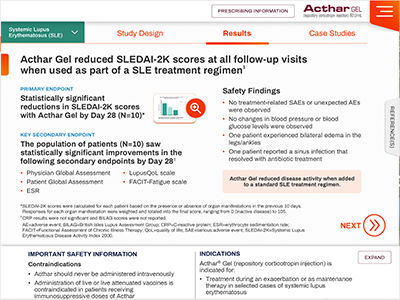 PRESCRIBING INFORMATION
Acthar GEL
(repository corticotropin injection) 80 U/mL
Systemic Lupus
Erythematosus (SLE)
Study Design
Results
Case Studies
Acthar Gel reduced SLEDAI-2K scores at all follow-up visits
when used as part of a SLE treatment regimen¹
PRIMARY ENDPOINT
Statistically significant
reductions in SLEDAI-2K scores
with Acthar Gel by Day 28 (N=10)*
KEY SECONDARY ENDPOINT
The population of patients (N=10) saw
statistically significant improvements in the
following secondary endpoints by Day 28†
• Physician Global Assessment
• Patient Global Assessment
• ESR
• LupusQoL scale
• FACIT-Fatigue scale
Safety Findings
• No treatment-related SAEs or unexpected AEs
were observed
• No changes in blood pressure or blood
glucose levels were observed
• One patient experienced bilateral edema in the
legs/ankles
• One patient reported a sinus infection that
resolved with antibiotic treatment
Acthar Gel reduced disease activity when added
to a standard SLE treatment regimen.
REFERENCE(S)
*SLEDAI-2K scores were calculated for each patient based on the presence or absence of organ manifestations in the previous 10 days.
Responses for each organ manifestation were weighted and totaled into the final score, ranging from 0 (inactive disease) to 105.
†CRP results were not significant and BILAG scores were not reported.
AE=adverse event; BILAG=British Isles Lupus Assessment Group; CRP=C-reactive protein; ESR=erythrocyte sedimentation rate;
FACIT=Functional Assessment of Chronic Illness Therapy; QoL=quality of life; SAE=serious adverse event; SLEDAI-2K=Systemic Lupus
Erythematosus Disease Activity Index 2000.
NEXT
IMPORTANT SAFETY INFORMATION
Contraindications
• Acthar should never be administered intravenously
• Administration of live or live attenuated vaccines is
contraindicated in patients receiving
immunosuppressive doses of Acthar
INDICATIONS
EXPAND
Acthar® Gel (repository corticotropin injection) is
indicated for:
• Treatment during an exacerbation or as maintenance
therapy in selected cases of systemic lupus
erythematosus